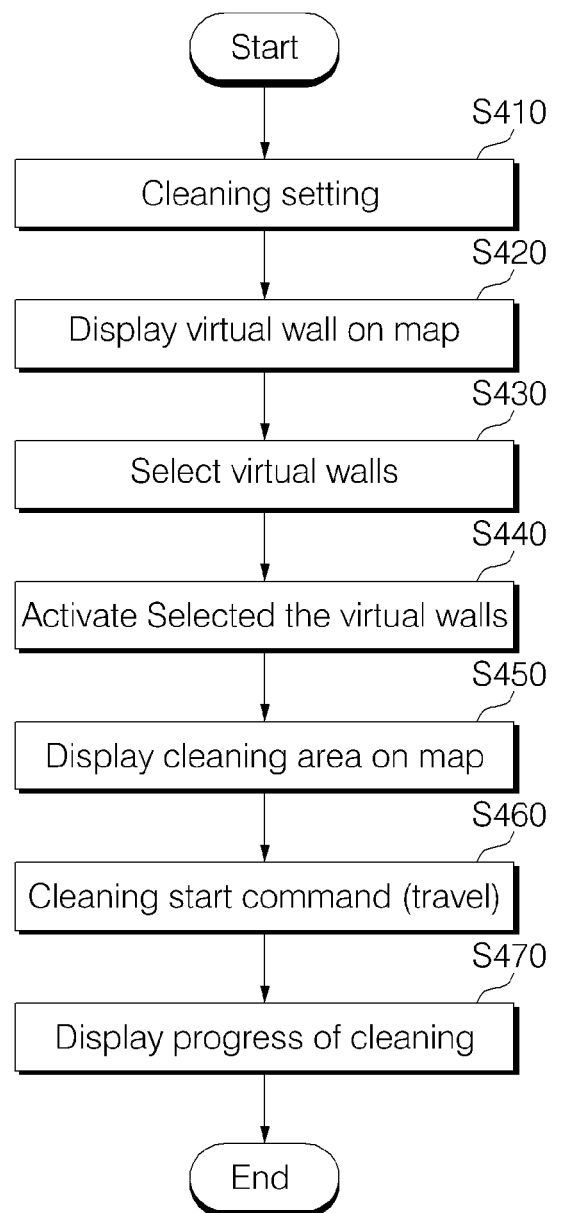 Start
S410
Cleaning setting
S420
Display virtual wall on map
S430
Select virtual walls
S440
Activate Selected the virtual walls
S450
Display cleaning area on map
S460
Cleaning start command (travel)
S470
Display progress of cleaning
End